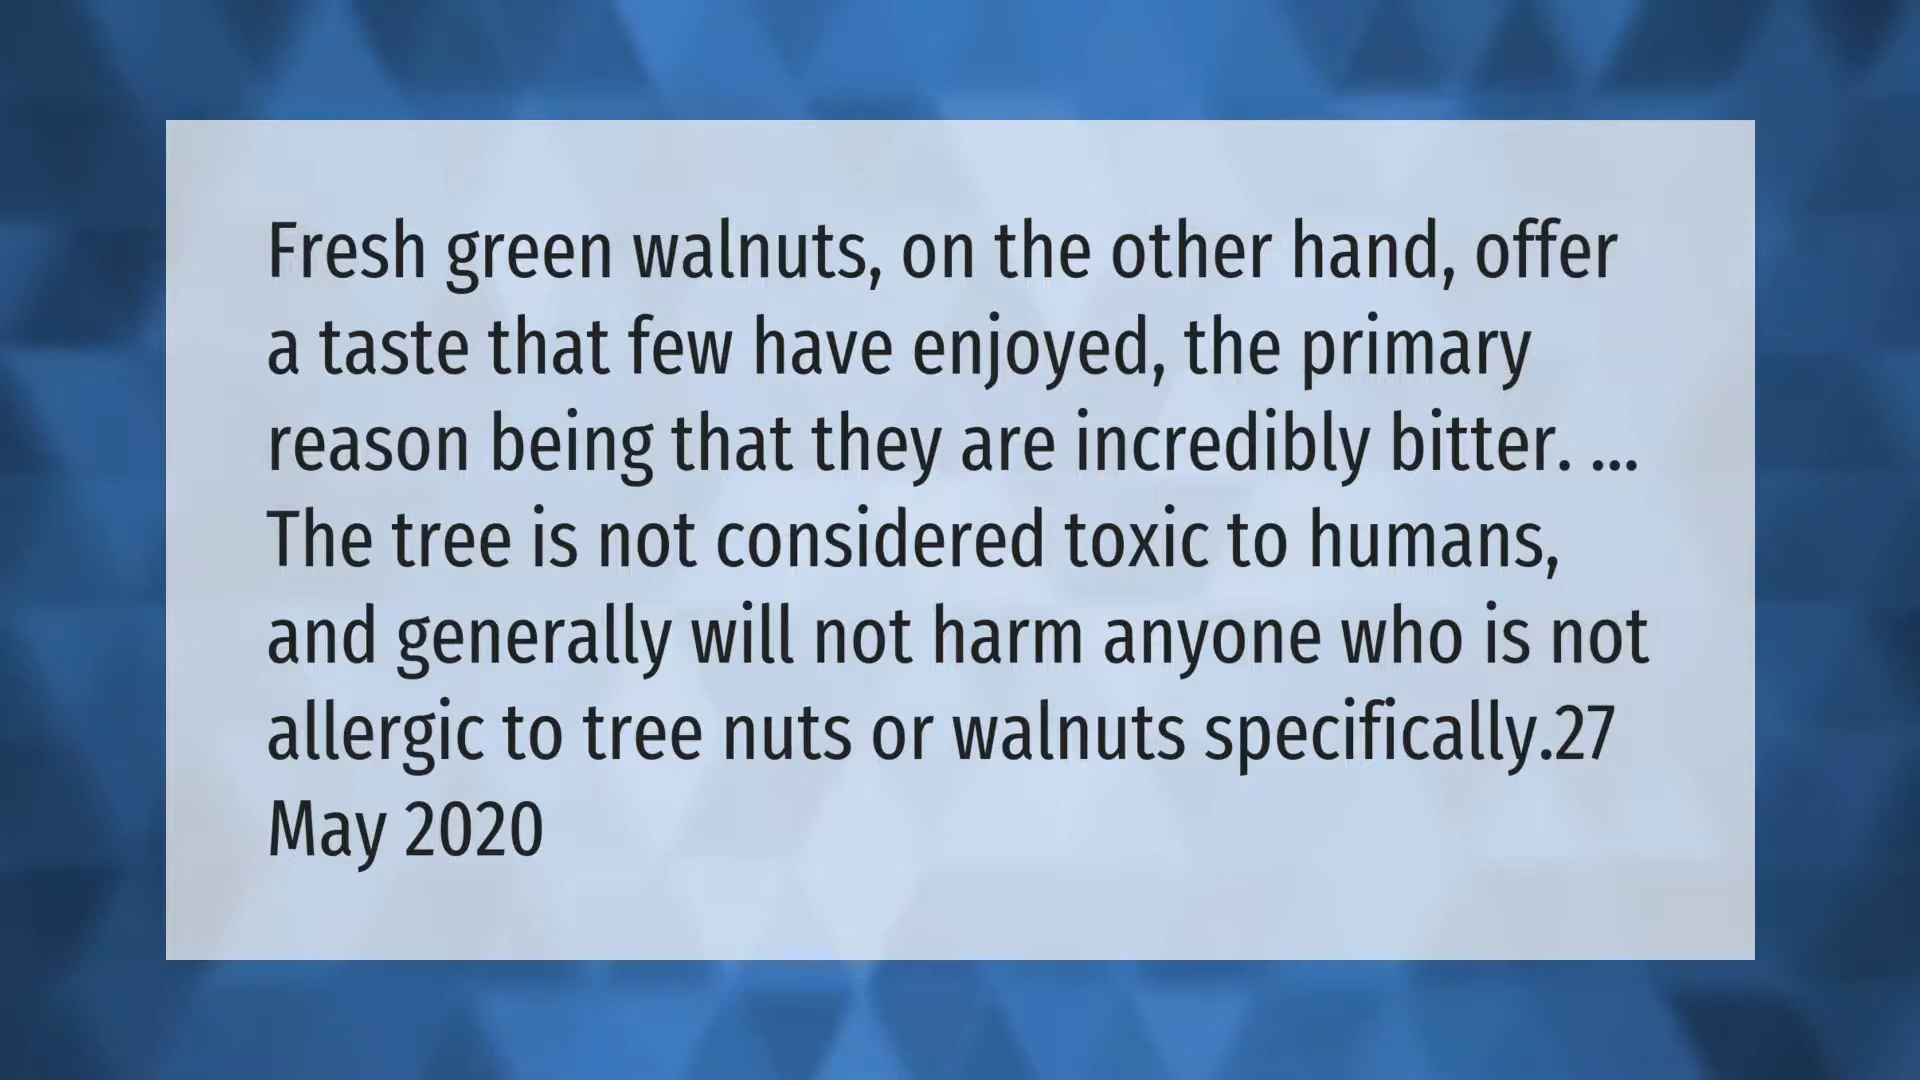 Fresh green walnuts, on the other hand, offer
a taste that few have enjoyed, the primary
reason being that they are incredibly bitter. ...
The tree is not considered toxic to humans,
and generally will not harm anyone who is not
allergic to tree nuts or walnuts specifically.27
May 2020